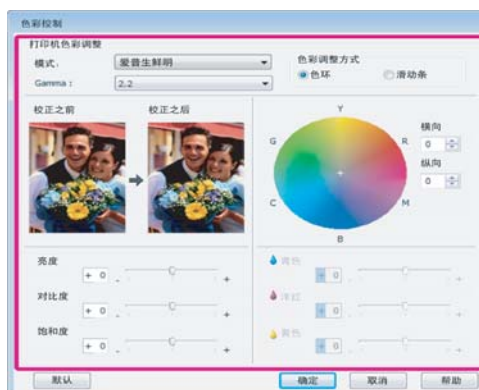 色彩控制
打印机色彩调整
模式: 爱普生鲜明
Gamma: 2.2
色彩调整方式
色环 滑动条
校正之前 校正之后
Y
G R
C M
B
横向
0
纵向
0
亮度
+ 0 - +
对比度
+ 0 - +
饱和度
+ 0 - +
青色
+ 0 - +
洋红
+ 0 - +
黄色
+ 0 - +
默认 确定 取消 帮助